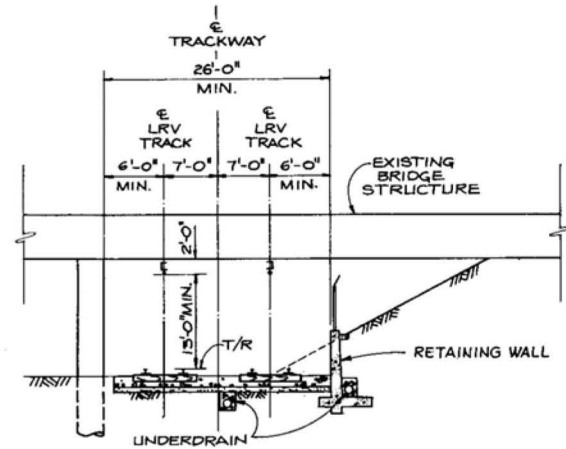 ℄
TRACKWAY
26'-0"
MIN.
℄
LRV
TRACK
℄
LRV
TRACK
6'-0"
7'-0"
7'-0"
6'-0"
MIN.
MIN.
EXISTING
BRIDGE
STRUCTURE
2'-0"
13'-0" MIN.
T/R
RETAINING WALL
UNDERDRAIN